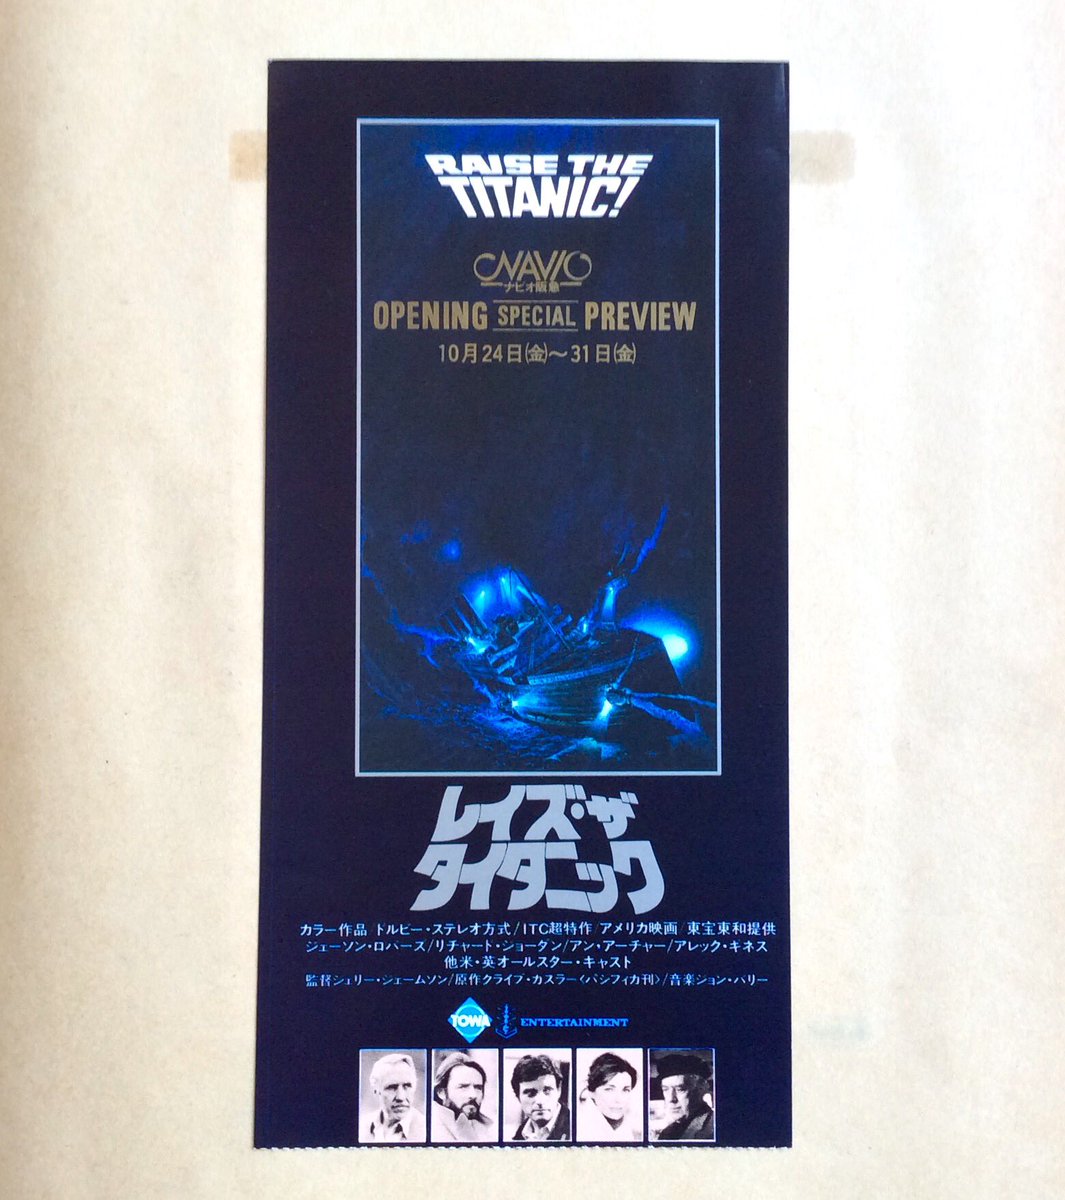 RAISE THE
TITANIC!
NAVIO
ナビオ阪急
OPENING SPECIAL PREVIEW
10月24日㈮~31日㈮
レイズ・ザ
タイタニック
カラー作品/ドルビー・ステレオ方式/ITC超特作/アメリカ映画/東宝東和提供
ジェーソン・ロバーズ/リチャード・ジョーダン/アン・アーチャー/アレック・ギネス
他米・英オールスター・キャスト
監督ジェリー・ジェームソン/原作クライブ・カスラー〈パシフィカ刊〉/音楽ジョン・バリー
TOWA ENTERTAINMENT